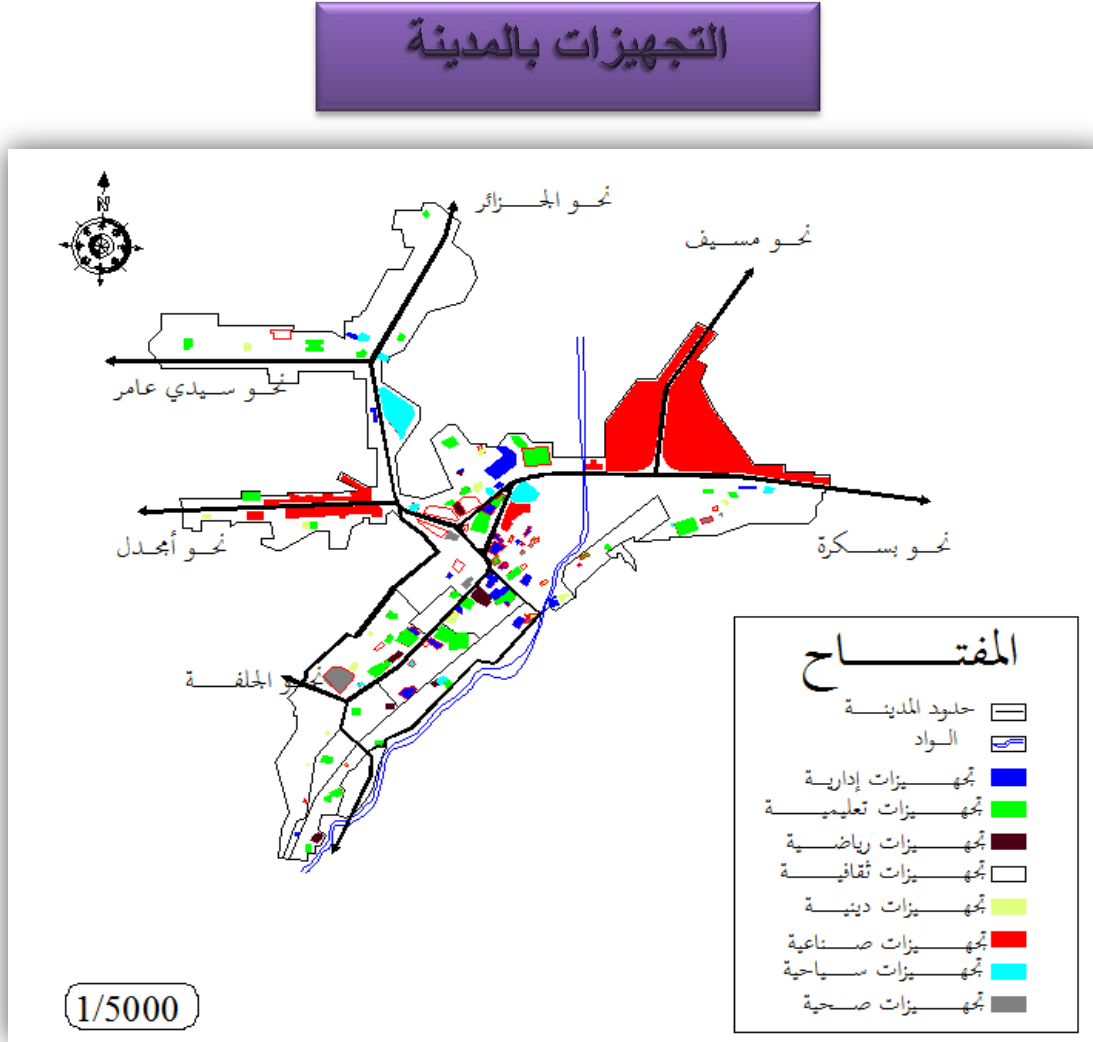 التجهيزات بالمدينة
N
نحو الجزائر
نحو مسيف
نحو سيدي عامر
نحو أمجدل
نحو بسكرة
نحو الجلفة
المفتاح
حدود المدينة
الواد
تجهيزات إدارية
تجهيزات تعليمية
تجهيزات رياضية
تجهيزات ثقافية
تجهيزات دينية
تجهيزات صناعية
تجهيزات سياحية
تجهيزات صحية
1/5000